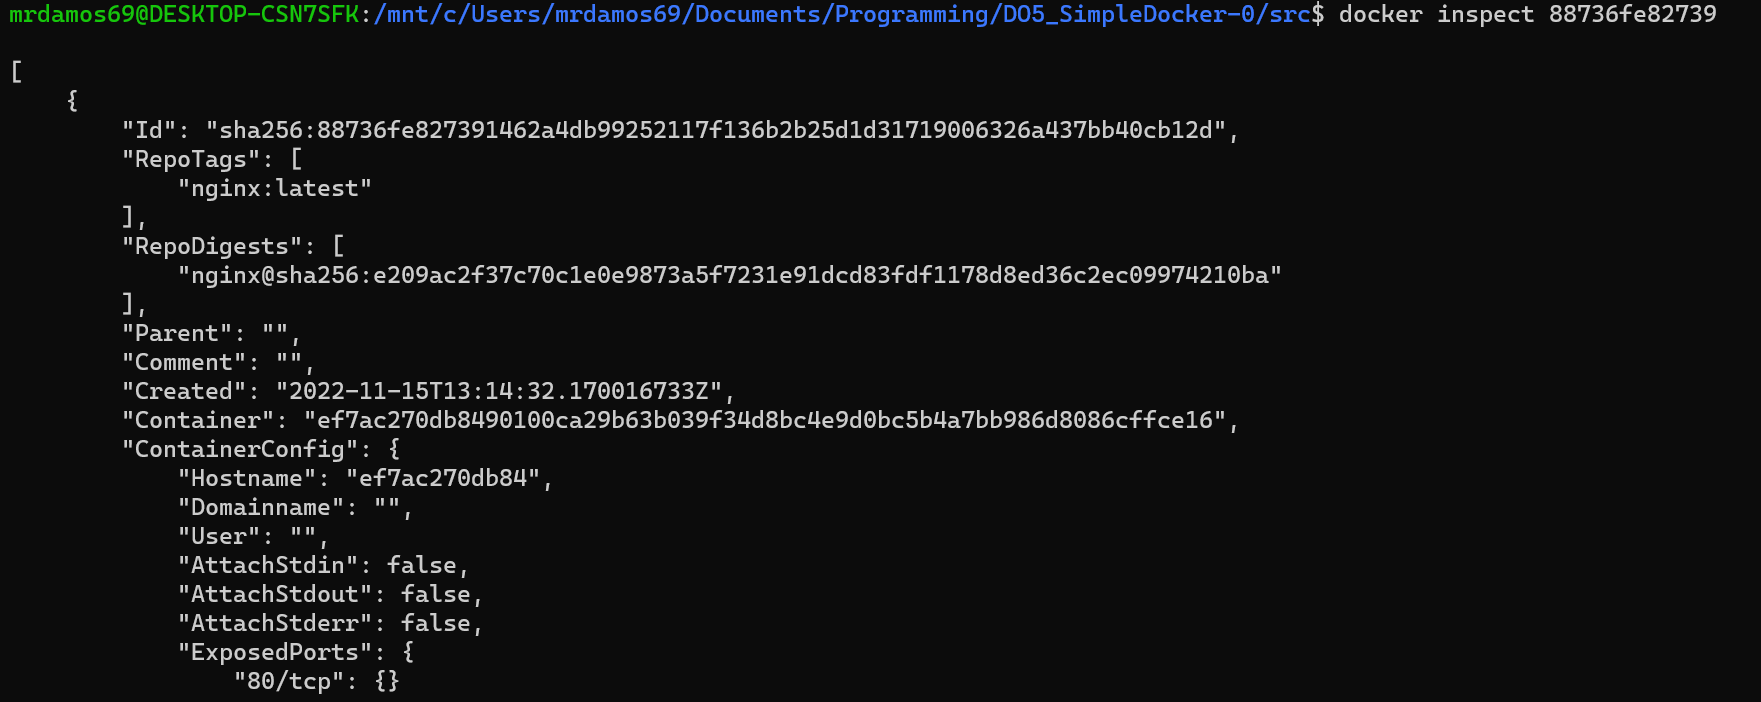 mrdamos69@DESKTOP-CSN7SFK:/mnt/c/Users/mrdamos69/Documents/Programming/DO5_SimpleDocker-0/src$ docker inspect 88736fe82739
[
    {
        "Id": "sha256:88736fe827391462a4db99252117f136b2b25d1d31719006326a437bb40cb12d",
        "RepoTags": [
            "nginx:latest"
        ],
        "RepoDigests": [
            "nginx@sha256:e209ac2f37c70c1e0e9873a5f7231e91dcd83fdf1178d8ed36c2ec09974210ba"
        ],
        "Parent": "",
        "Comment": "",
        "Created": "2022-11-15T13:14:32.170016733Z",
        "Container": "ef7ac270db8490100ca29b63b039f34d8bc4e9d0bc5b4a7bb986d8086cffce16",
        "ContainerConfig": {
            "Hostname": "ef7ac270db84",
            "Domainname": "",
            "User": "",
            "AttachStdin": false,
            "AttachStdout": false,
            "AttachStderr": false,
            "ExposedPorts": {
                "80/tcp": {}